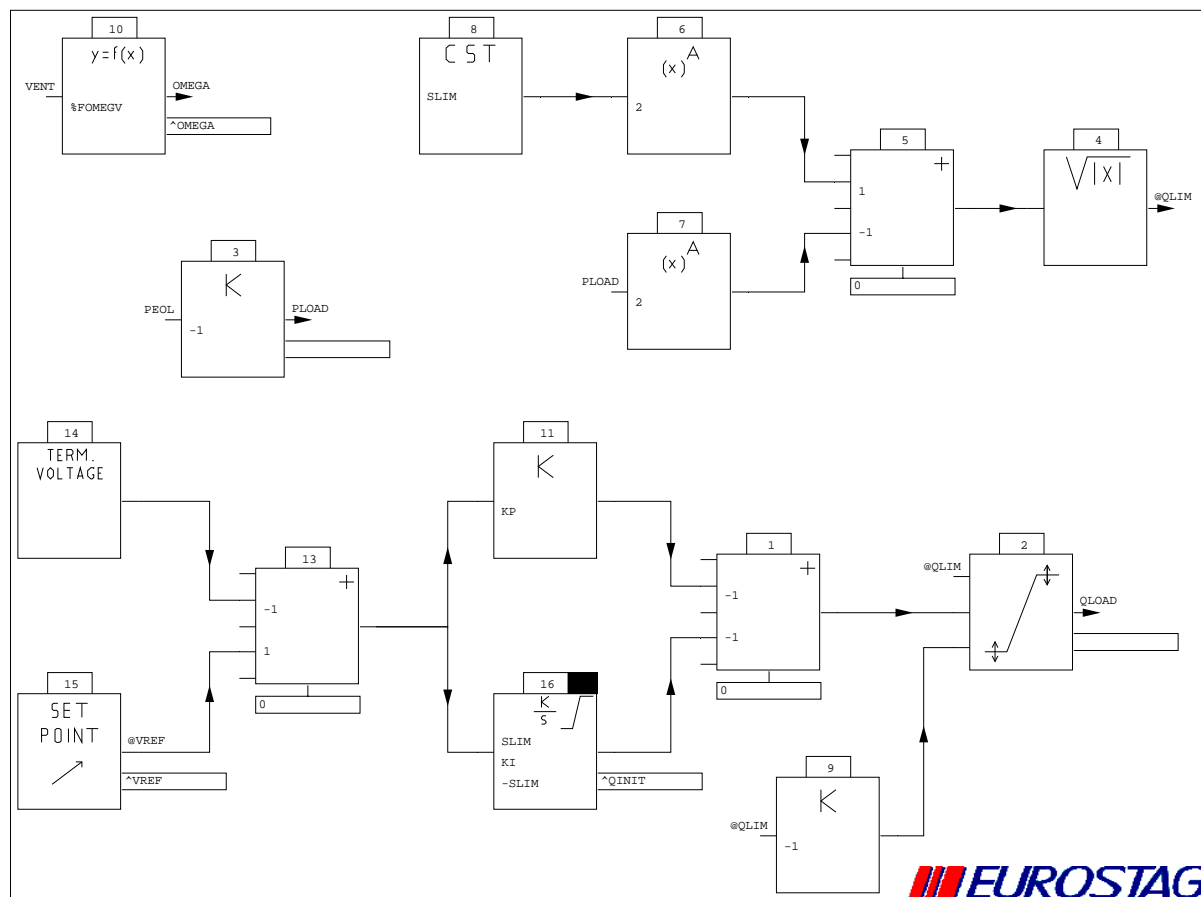 10
y=f(x)
VENT
OMEGA
%FOMEGV
^OMEGA
8
CST
SLIM
6
(x)^A
2
5
+
1
-1
0
4
√|X|
@QLIM
7
(x)^A
PLOAD
2
3
K
PEOL
PLOAD
-1
14
TERM.
VOLTAGE
13
+
-1
1
0
15
SET
POINT
@VREF
^VREF
11
K
KP
16
K
S
SLIM
KI
-SLIM
^QINIT
1
+
-1
-1
0
2
@QLIM
QLOAD
9
K
@QLIM
-1
EUROSTAG